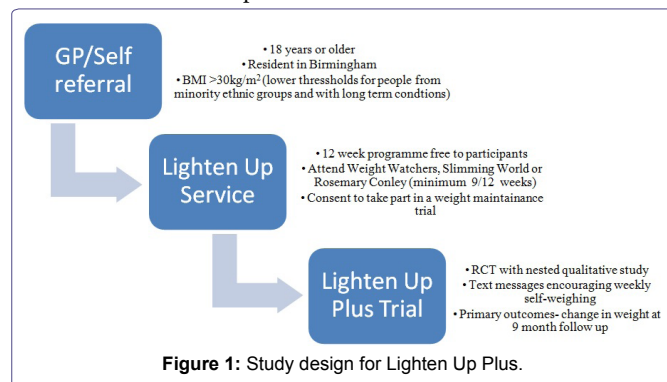 GP/Self
referral
• 18 years or older
• Resident in Birmingham
• BMI >30kg/m² (lower thresholds for people from
minority ethnic groups and with long term condtions)
Lighten Up
Service
• 12 week programme free to participants
• Attend Weight Watchers, Slimming World or
Rosemary Conley (minimum 9/12 weeks)
• Consent to take part in a weight maintainance
trial
Lighten Up
Plus Trial
• RCT with nested qualitative study
• Text messages encouraging weekly
self-weighing
• Primary outcomes- change in weight at
9 month follow up
Figure 1: Study design for Lighten Up Plus.